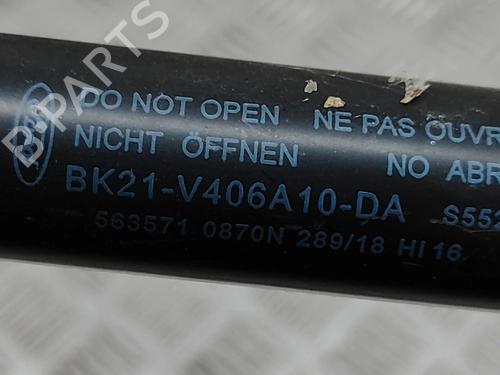 B-PARTS
DO NOT OPEN NE PAS OUVR
NICHT ÖFFNEN NO ABR
BK21-V406A10-DA S552
563571 0870N 289/18 HI 16